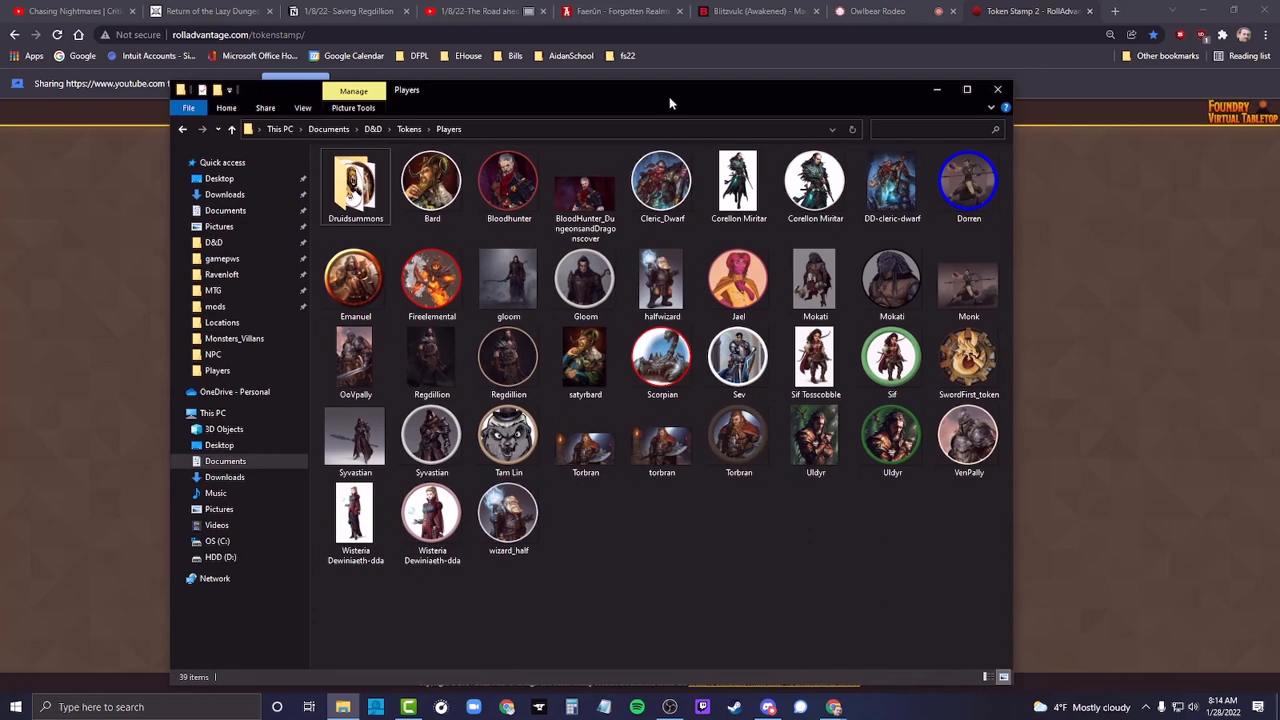 Chasing Nightmares | Criti
Return of the Lazy Dungeo
1/8/22- Saving Regdillion
1/8/22-The Road ahe
Faerûn - Forgotten Realm
Blitzvulc (Awakened) - Ma
Owlbear Rodeo
Token Stamp 2 - RollAdva
Not secure | rolladvantage.com/tokenstamp/
Apps Google Intuit Accounts - Si Microsoft Office Ho Google Calendar DFPL EHouse Bills AidanSchool fs22 Other bookmarks Reading list
Sharing https://www.youtube.com t
FOUNDRY
VIRTUAL TABLETOP
Manage Players
File Home Share View Picture Tools
This PC > Documents > D&D > Tokens > Players
Quick access
Desktop
Downloads
Documents
Pictures
D&D
gamepws
Ravenloft
MTG
mods
Locations
Monsters_Villans
NPC
Players
OneDrive - Personal
This PC
3D Objects
Desktop
Documents
Downloads
Music
Pictures
Videos
OS (C:)
HDD (D:)
Network
Druidsummons Bard Bloodhunter BloodHunter_Du Cleric_Dwarf Corellon Miritar Corellon Miritar DD-cleric-dwarf Dorren
ngeonsandDrago
nscover
Emanuel Fireelemental gloom Gloom halfwizard Jael Mokati Mokati Monk
OoVpally Regdillion Regdillion satyrbard Scorpian Sev Sif Tosscobble Sif SwordFirst_token
Syvastian Syvastian Tam Lin Torbran torbran Torbran Uldyr Uldyr VenPally
Wisteria Wisteria wizard_half
Dewiniaeth-dda Dewiniaeth-dda
39 items
Type here to search
4°F Mostly cloudy
8:14 AM
1/28/2022